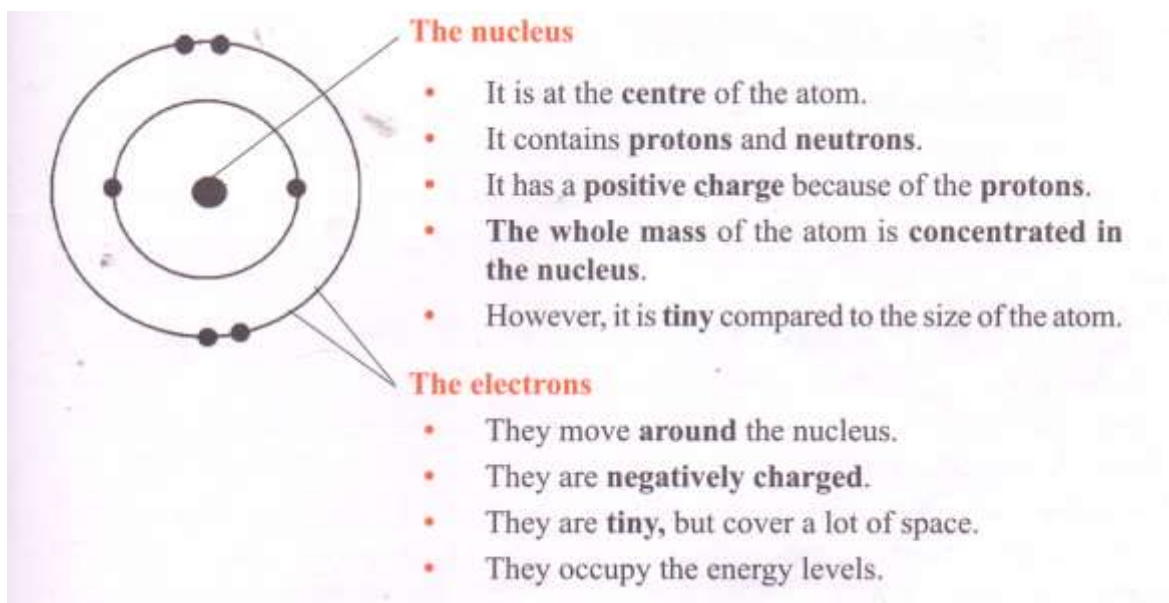 The nucleus
• It is at the centre of the atom.
• It contains protons and neutrons.
• It has a positive charge because of the protons.
• The whole mass of the atom is concentrated in
the nucleus.
• However, it is tiny compared to the size of the atom.
The electrons
• They move around the nucleus.
• They are negatively charged.
• They are tiny, but cover a lot of space.
• They occupy the energy levels.